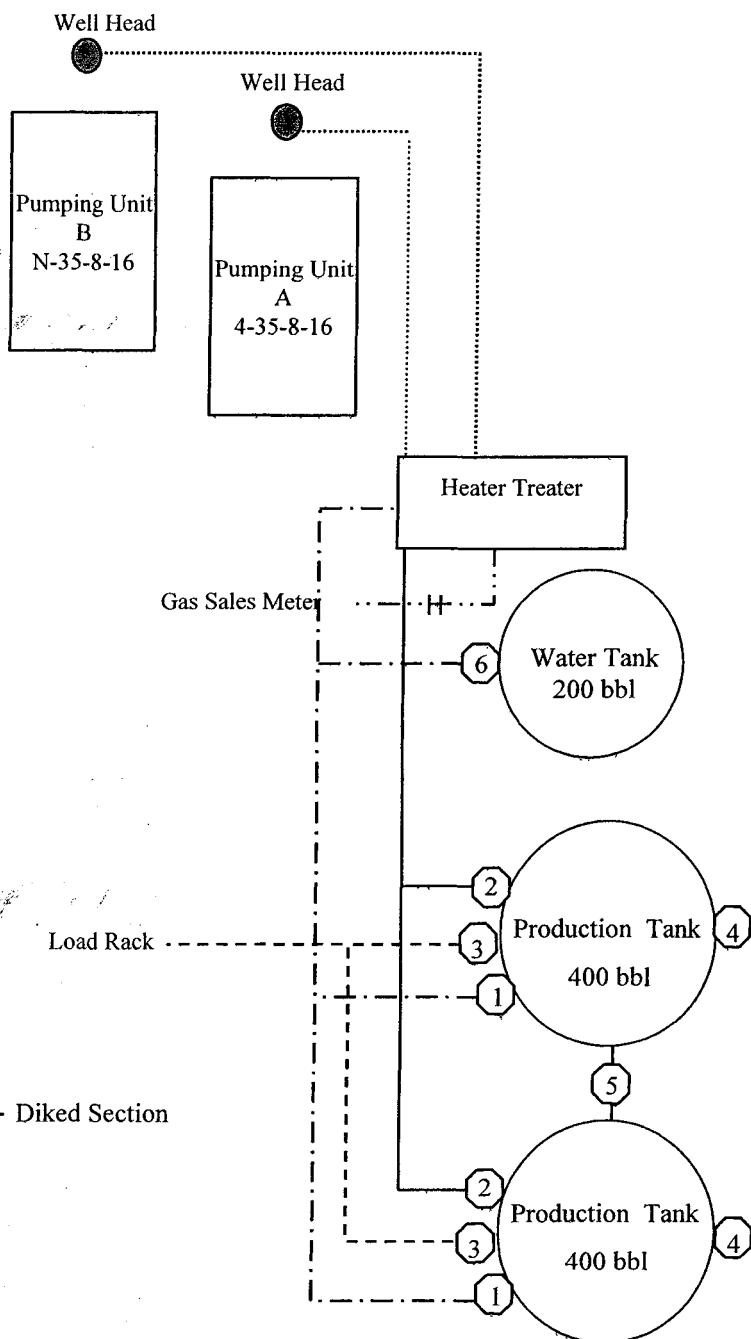 Well Head
Well Head
Pumping Unit
B
N-35-8-16
Pumping Unit
A
4-35-8-16
Heater Treater
Gas Sales Meter
6
Water Tank
200 bbl
2
Load Rack
3
Production Tank
4
400 bbl
1
5
- Diked Section
2
Production Tank
3
4
400 bbl
1